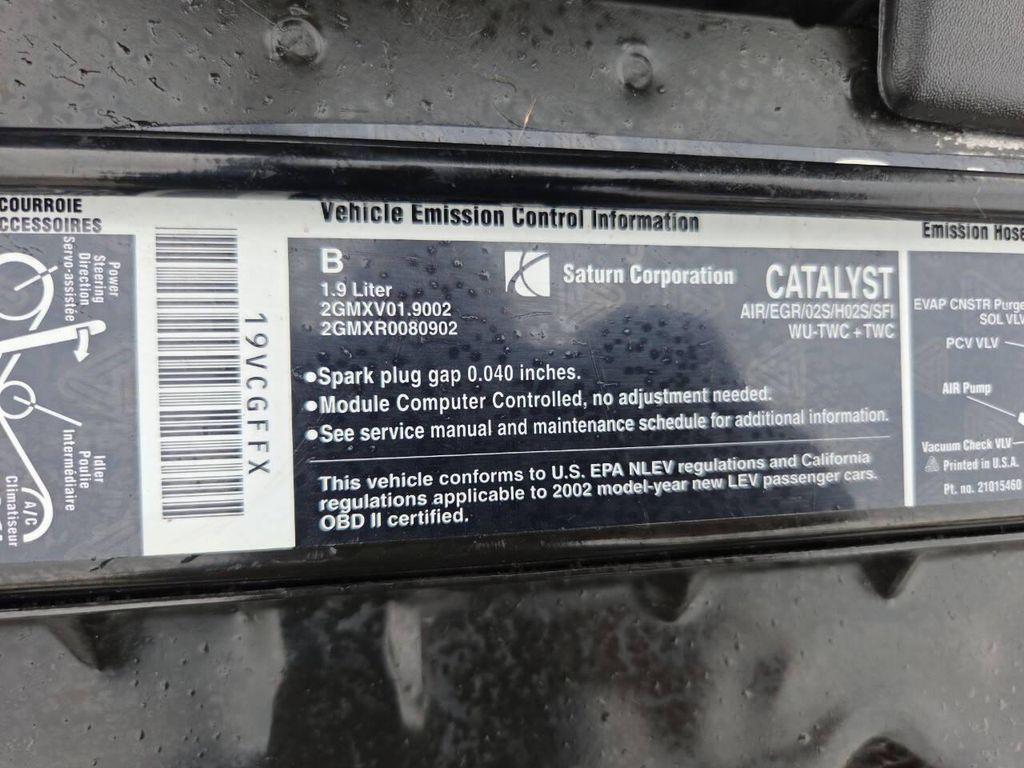 COURROIE
CCESSOIRES
Power
Steering
Direction
Servo-assistée
Idler
Poulie
Intermédiaire
A/C
Climatiseur
19VCGFFX
Vehicle Emission Control Information
B
1.9 Liter
2GMXV01.9002
2GMXR0080902
Saturn Corporation
CATALYST
AIR/EGR/02S/H02S/SFI
WU-TWC + TWC
•Spark plug gap 0.040 inches.
•Module Computer Controlled, no adjustment needed.
•See service manual and maintenance schedule for additional information.
This vehicle conforms to U.S. EPA NLEV regulations and California
regulations applicable to 2002 model-year new LEV passenger cars.
OBD II certified.
Emission Hose
EVAP CNSTR Purge
SOL VLV
PCV VLV
AIR Pump
Vacuum Check VLV
Printed in U.S.A.
Pt. no. 21015460